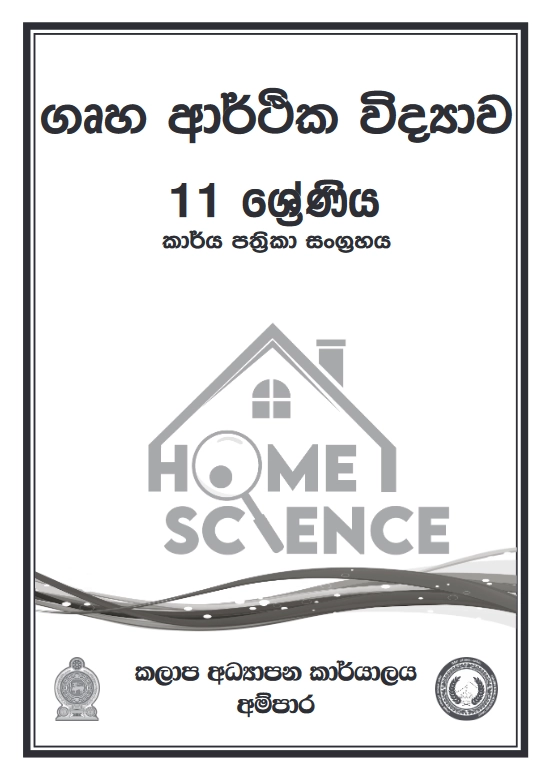 ගෘහ ආර්ථික විද්‍යාව
11 ශ්‍රේණිය
කාර්ය පත්‍රිකා සංග්‍රහය
HOME
SCIENCE
කලාප අධ්‍යාපන කාර්යාලය
අම්පාර